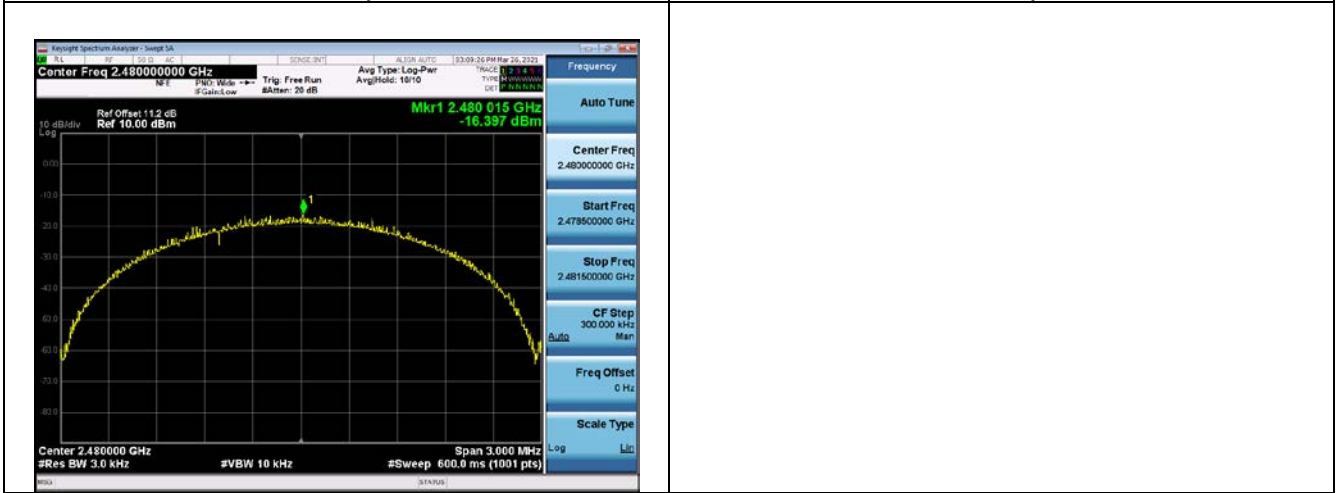 Keysight Spectrum Analyzer - Swept SA
RL RF 50 Ω AC SENSE:INT ALIGN AUTO 03:09:26 PM Mar 26, 2021
Center Freq 2.480000000 GHz
NFE
PNO: Wide
IFGain:Low
Trig: Free Run
#Atten: 20 dB
Avg Type: Log-Pwr
Avg|Hold: 10/10
TRACE 1 2 3 4 5
TYPE M WWWWW
DET P N N N N N
Ref Offset 11.2 dB
10 dB/div Ref 10.00 dBm
Log
Mkr1 2.480 015 GHz
-16.397 dBm
1
0.00
-10.0
-20.0
-30.0
-40.0
-50.0
-60.0
-70.0
-80.0
Center 2.480000 GHz Span 3.000 MHz
#Res BW 3.0 kHz #VBW 10 kHz #Sweep 600.0 ms (1001 pts)
MSG STATUS
Frequency
Auto Tune
Center Freq
2.480000000 GHz
Start Freq
2.478500000 GHz
Stop Freq
2.481500000 GHz
CF Step
300.000 kHz
Auto Man
Freq Offset
0 Hz
Scale Type
Log Lin